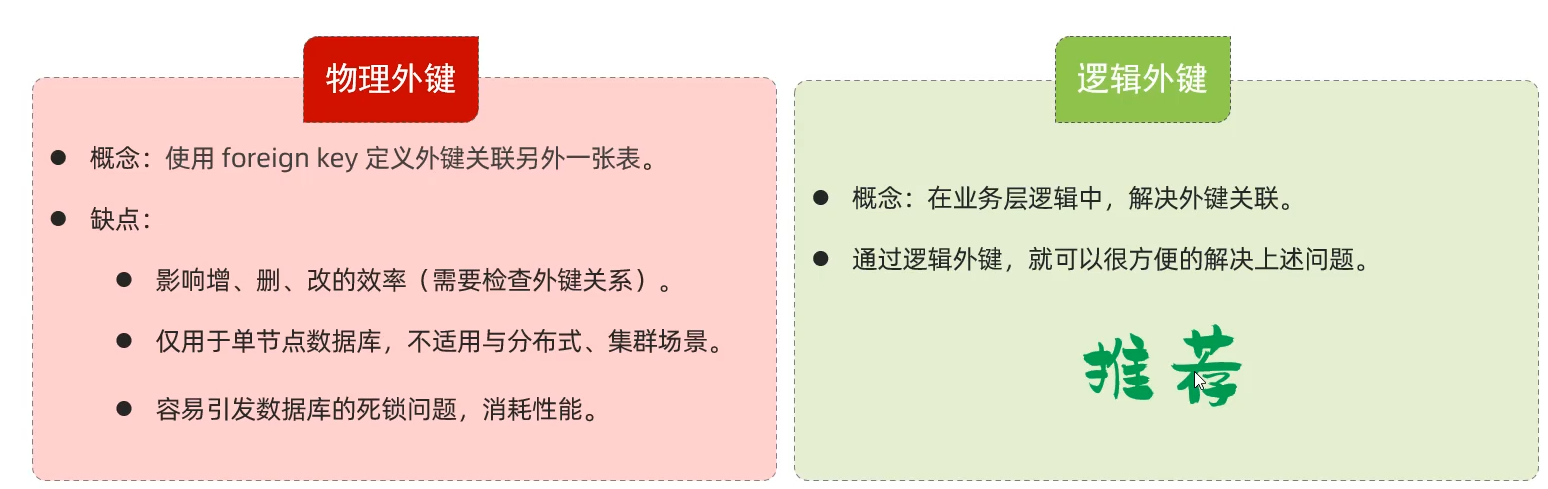 物理外键
概念：使用 foreign key 定义外键关联另外一张表。
缺点：
影响增、删、改的效率（需要检查外键关系）。
仅用于单节点数据库，不适用与分布式、集群场景。
容易引发数据库的死锁问题，消耗性能。
逻辑外键
概念：在业务层逻辑中，解决外键关联。
通过逻辑外键，就可以很方便的解决上述问题。
推荐